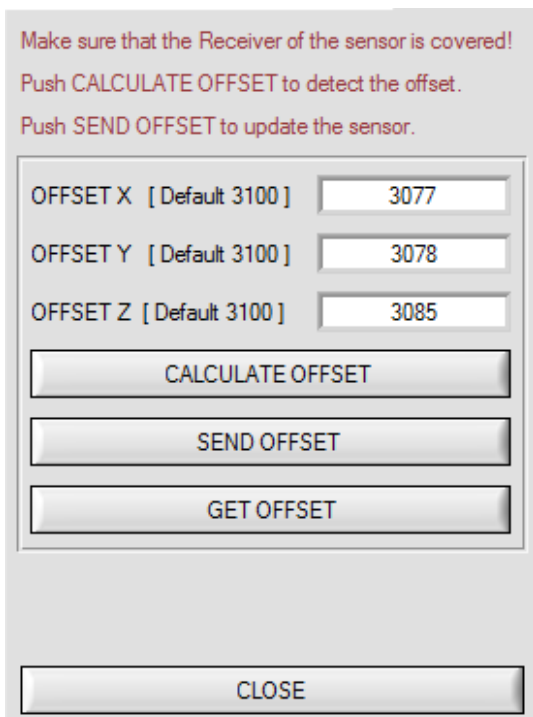 Make sure that the Receiver of the sensor is covered!
Push CALCULATE OFFSET to detect the offset.
Push SEND OFFSET to update the sensor.
OFFSET X [ Default 3100 ] 3077
OFFSET Y [ Default 3100 ] 3078
OFFSET Z [ Default 3100 ] 3085
CALCULATE OFFSET
SEND OFFSET
GET OFFSET
CLOSE